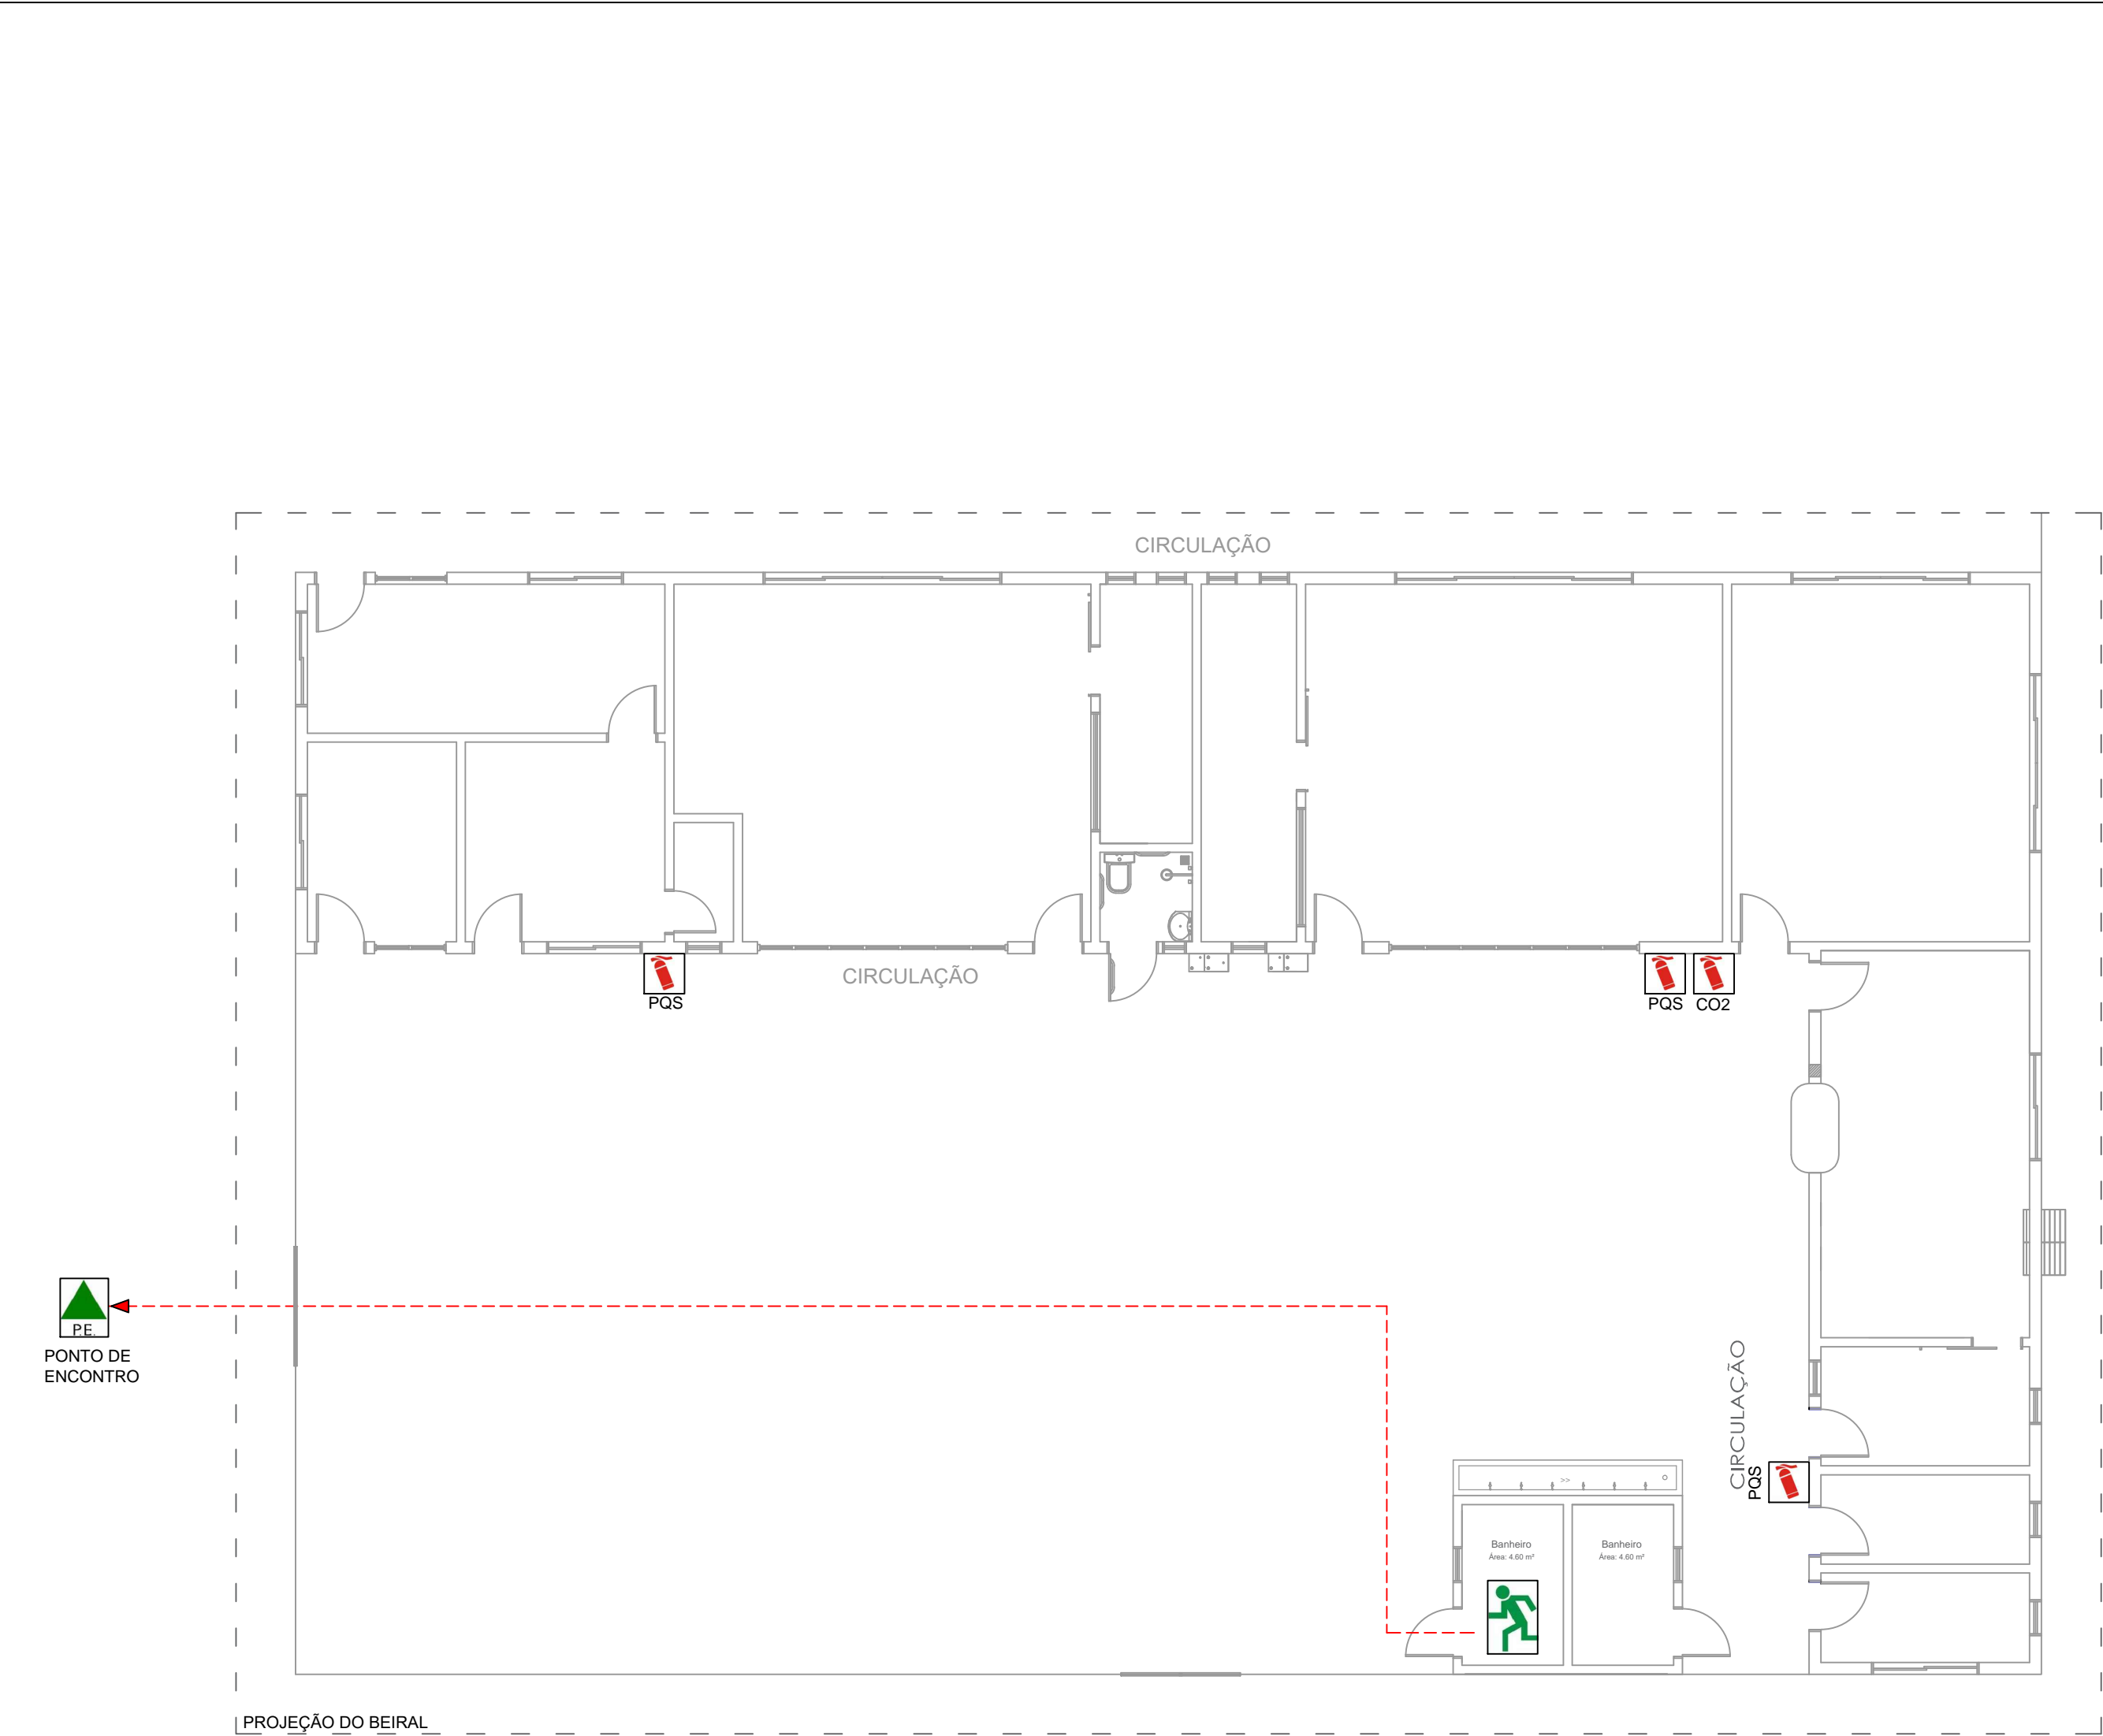 CIRCULAÇÃO
CIRCULAÇÃO
PQS
PQS
CO2
P.E.
PONTO DE
ENCONTRO
CIRCULAÇÃO
PQS
>>
Banheiro
Área: 4.60 m²
Banheiro
Área: 4.60 m²
PROJEÇÃO DO BEIRAL